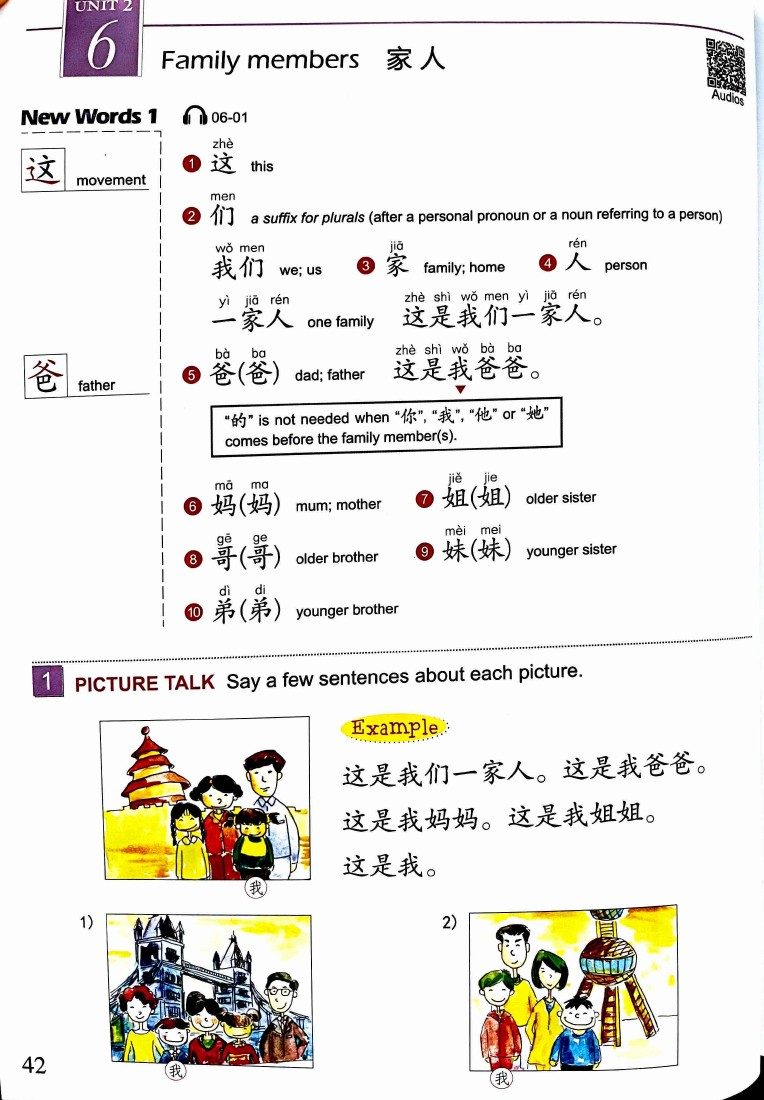 UNIT 2
6
Family members 家人
Audios
New Words 1 06-01
这 movement
zhè
1 这 this
men
2 们 a suffix for plurals (after a personal pronoun or a noun referring to a person)
wǒ men jiā rén
我们 we; us 3 家 family; home 4 人 person
yì jiā rén zhè shì wǒ men yì jiā rén
一家人 one family 这是我们一家人。
爸 father
bà ba zhè shì wǒ bà ba
5 爸(爸) dad; father 这是我爸爸。
“的” is not needed when “你”, “我”, “他” or “她”
comes before the family member(s).
mā ma jiě jie
6 妈(妈) mum; mother 7 姐(姐) older sister
gē ge mèi mei
8 哥(哥) older brother 9 妹(妹) younger sister
dì di
10 弟(弟) younger brother
1 PICTURE TALK Say a few sentences about each picture.
Example
这是我们一家人。这是我爸爸。
这是我妈妈。这是我姐姐。
这是我。
我
1) 2)
我 我
42